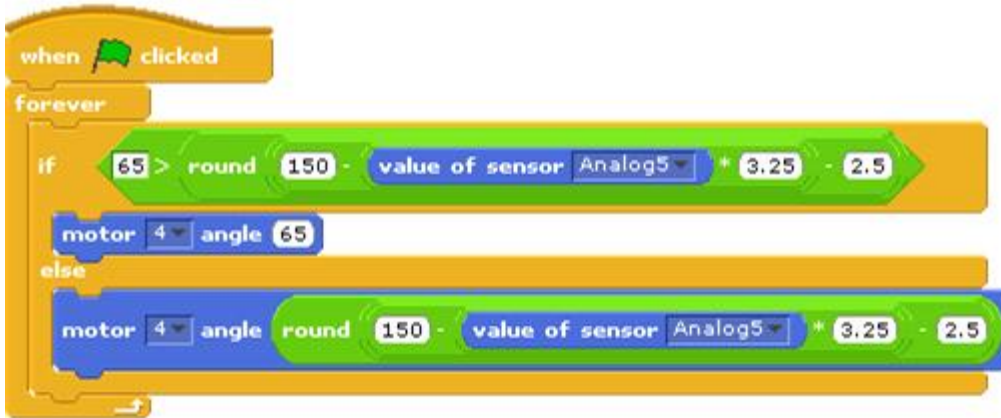 when clicked
forever
if 65 > round 150 - value of sensor Analog5 * 3.25 - 2.5
motor 4 angle 65
else
motor 4 angle round 150 - value of sensor Analog5 * 3.25 - 2.5